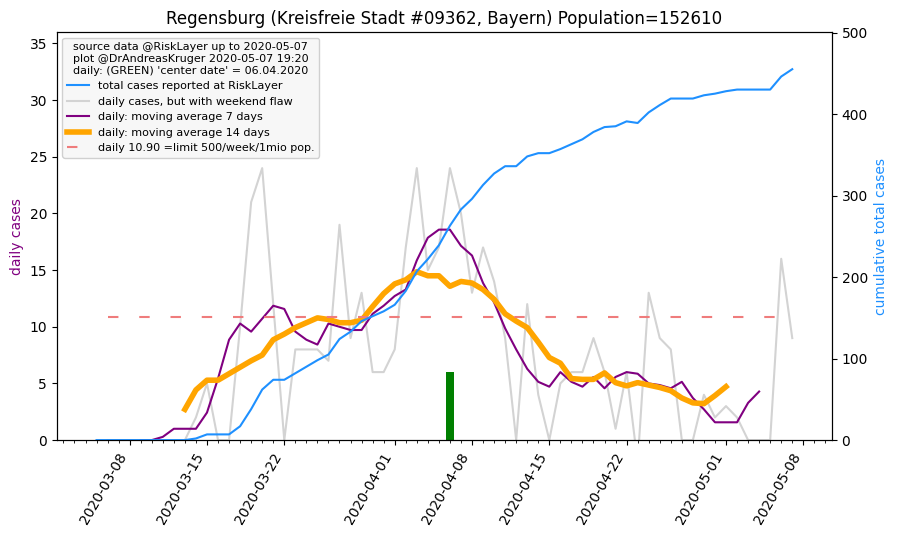 Regensburg (Kreisfreie Stadt #09362, Bayern) Population=152610
source data @RiskLayer up to 2020-05-07
plot @DrAndreasKruger 2020-05-07 19:20
daily: (GREEN) 'center date' = 06.04.2020
total cases reported at RiskLayer
daily cases, but with weekend flaw
daily: moving average 7 days
daily: moving average 14 days
daily 10.90 =limit 500/week/1mio pop.
daily cases
35
30
25
20
15
10
5
0
cumulative total cases
500
400
300
200
100
0
2020-03-08
2020-03-15
2020-03-22
2020-04-01
2020-04-08
2020-04-15
2020-04-22
2020-05-01
2020-05-08